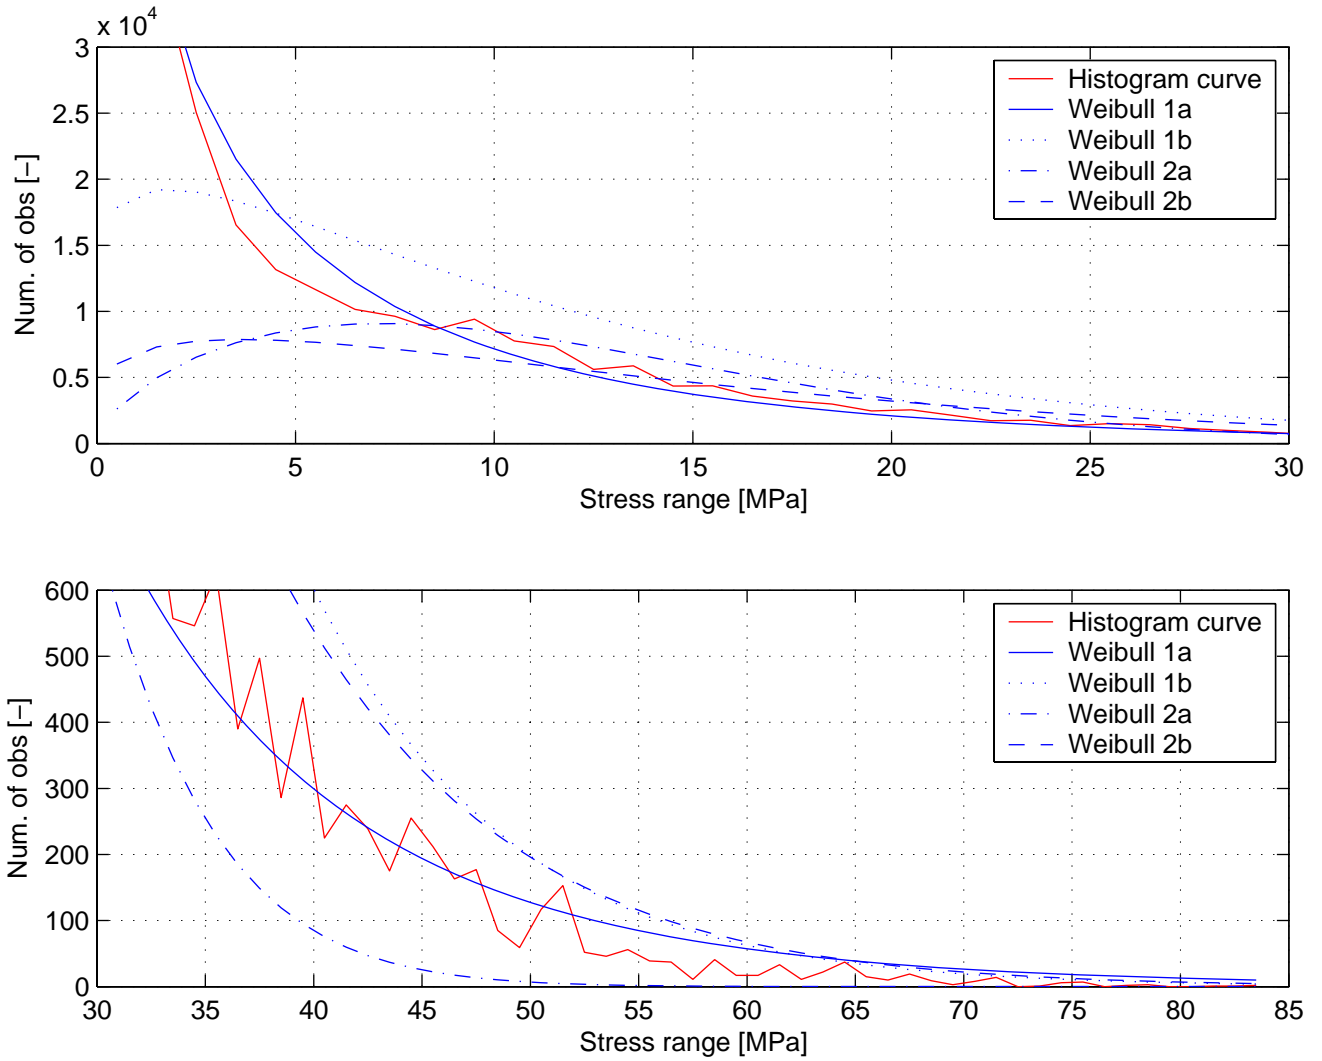 x 10^4
3
2.5
2
1.5
1
0.5
0
Num. of obs [–]
0 5 10 15 20 25 30
Stress range [MPa]
Histogram curve
Weibull 1a
Weibull 1b
Weibull 2a
Weibull 2b
600
500
400
300
200
100
0
Num. of obs [–]
30 35 40 45 50 55 60 65 70 75 80 85
Stress range [MPa]
Histogram curve
Weibull 1a
Weibull 1b
Weibull 2a
Weibull 2b